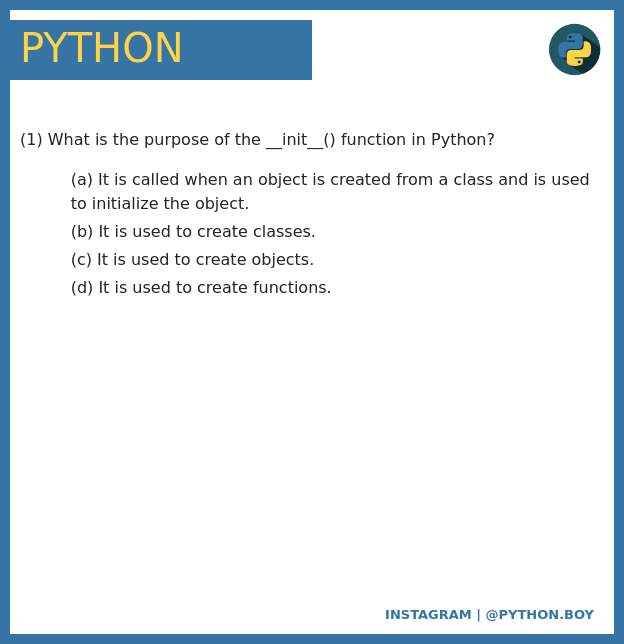 PYTHON
(1) What is the purpose of the __init__() function in Python?
(a) It is called when an object is created from a class and is used
to initialize the object.
(b) It is used to create classes.
(c) It is used to create objects.
(d) It is used to create functions.
INSTAGRAM | @PYTHON.BOY